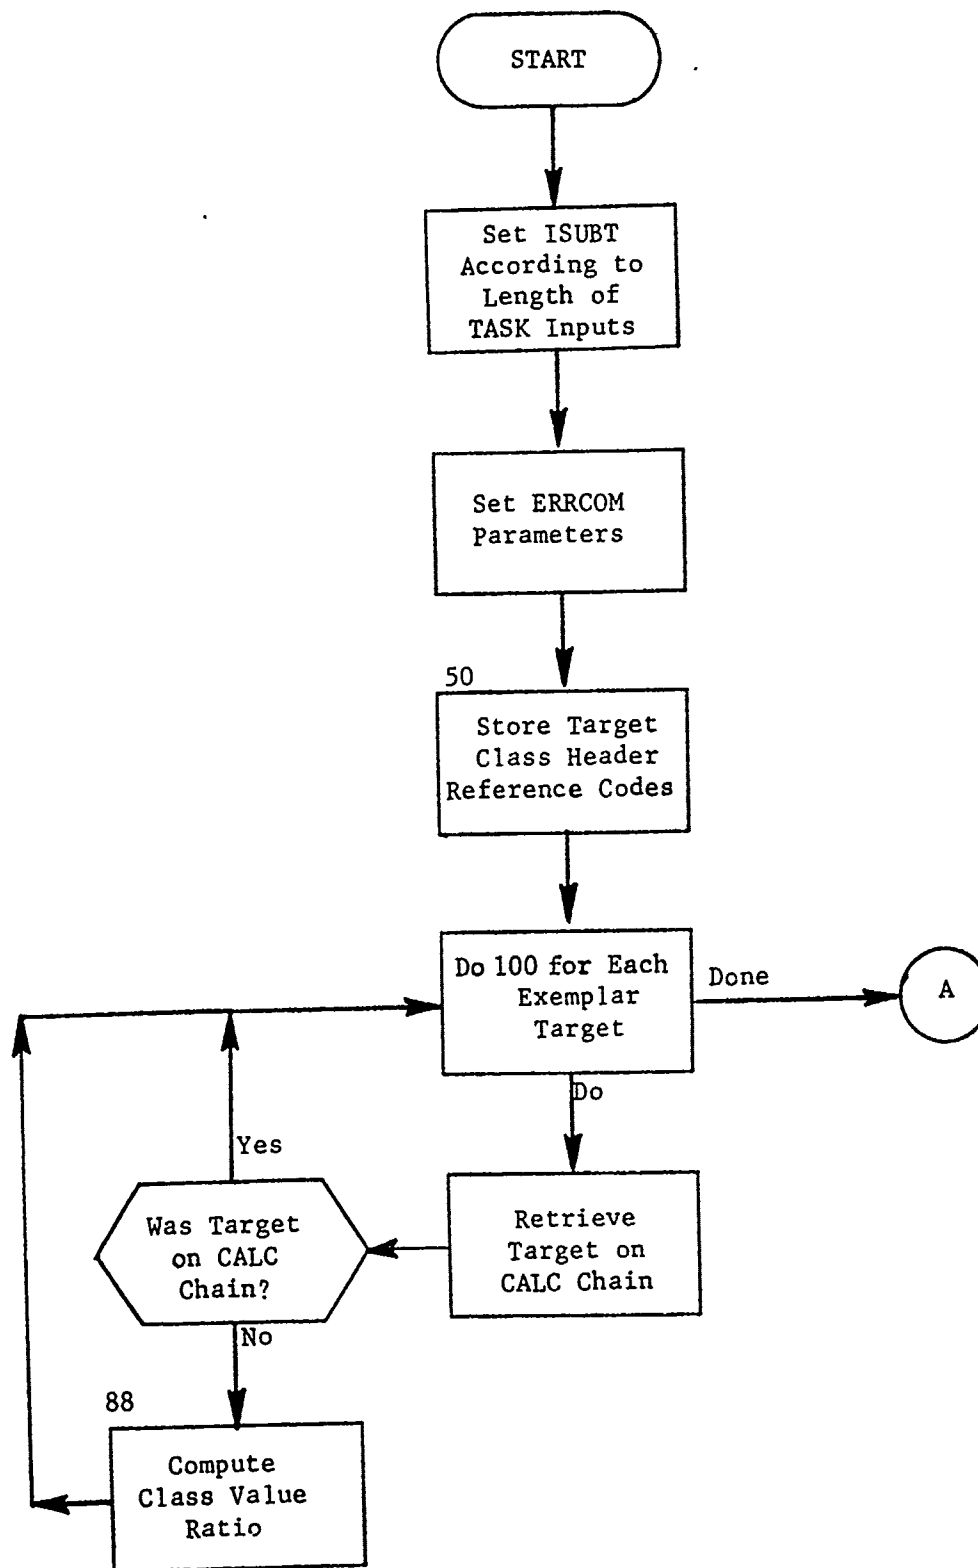 START
Set ISUBT
According to
Length of
TASK Inputs
Set ERRCOM
Parameters
50
Store Target
Class Header
Reference Codes
Do 100 for Each
Exemplar
Target
Done
A
Do
Yes
Was Target
on CALC
Chain?
Retrieve
Target on
CALC Chain
No
88
Compute
Class Value
Ratio